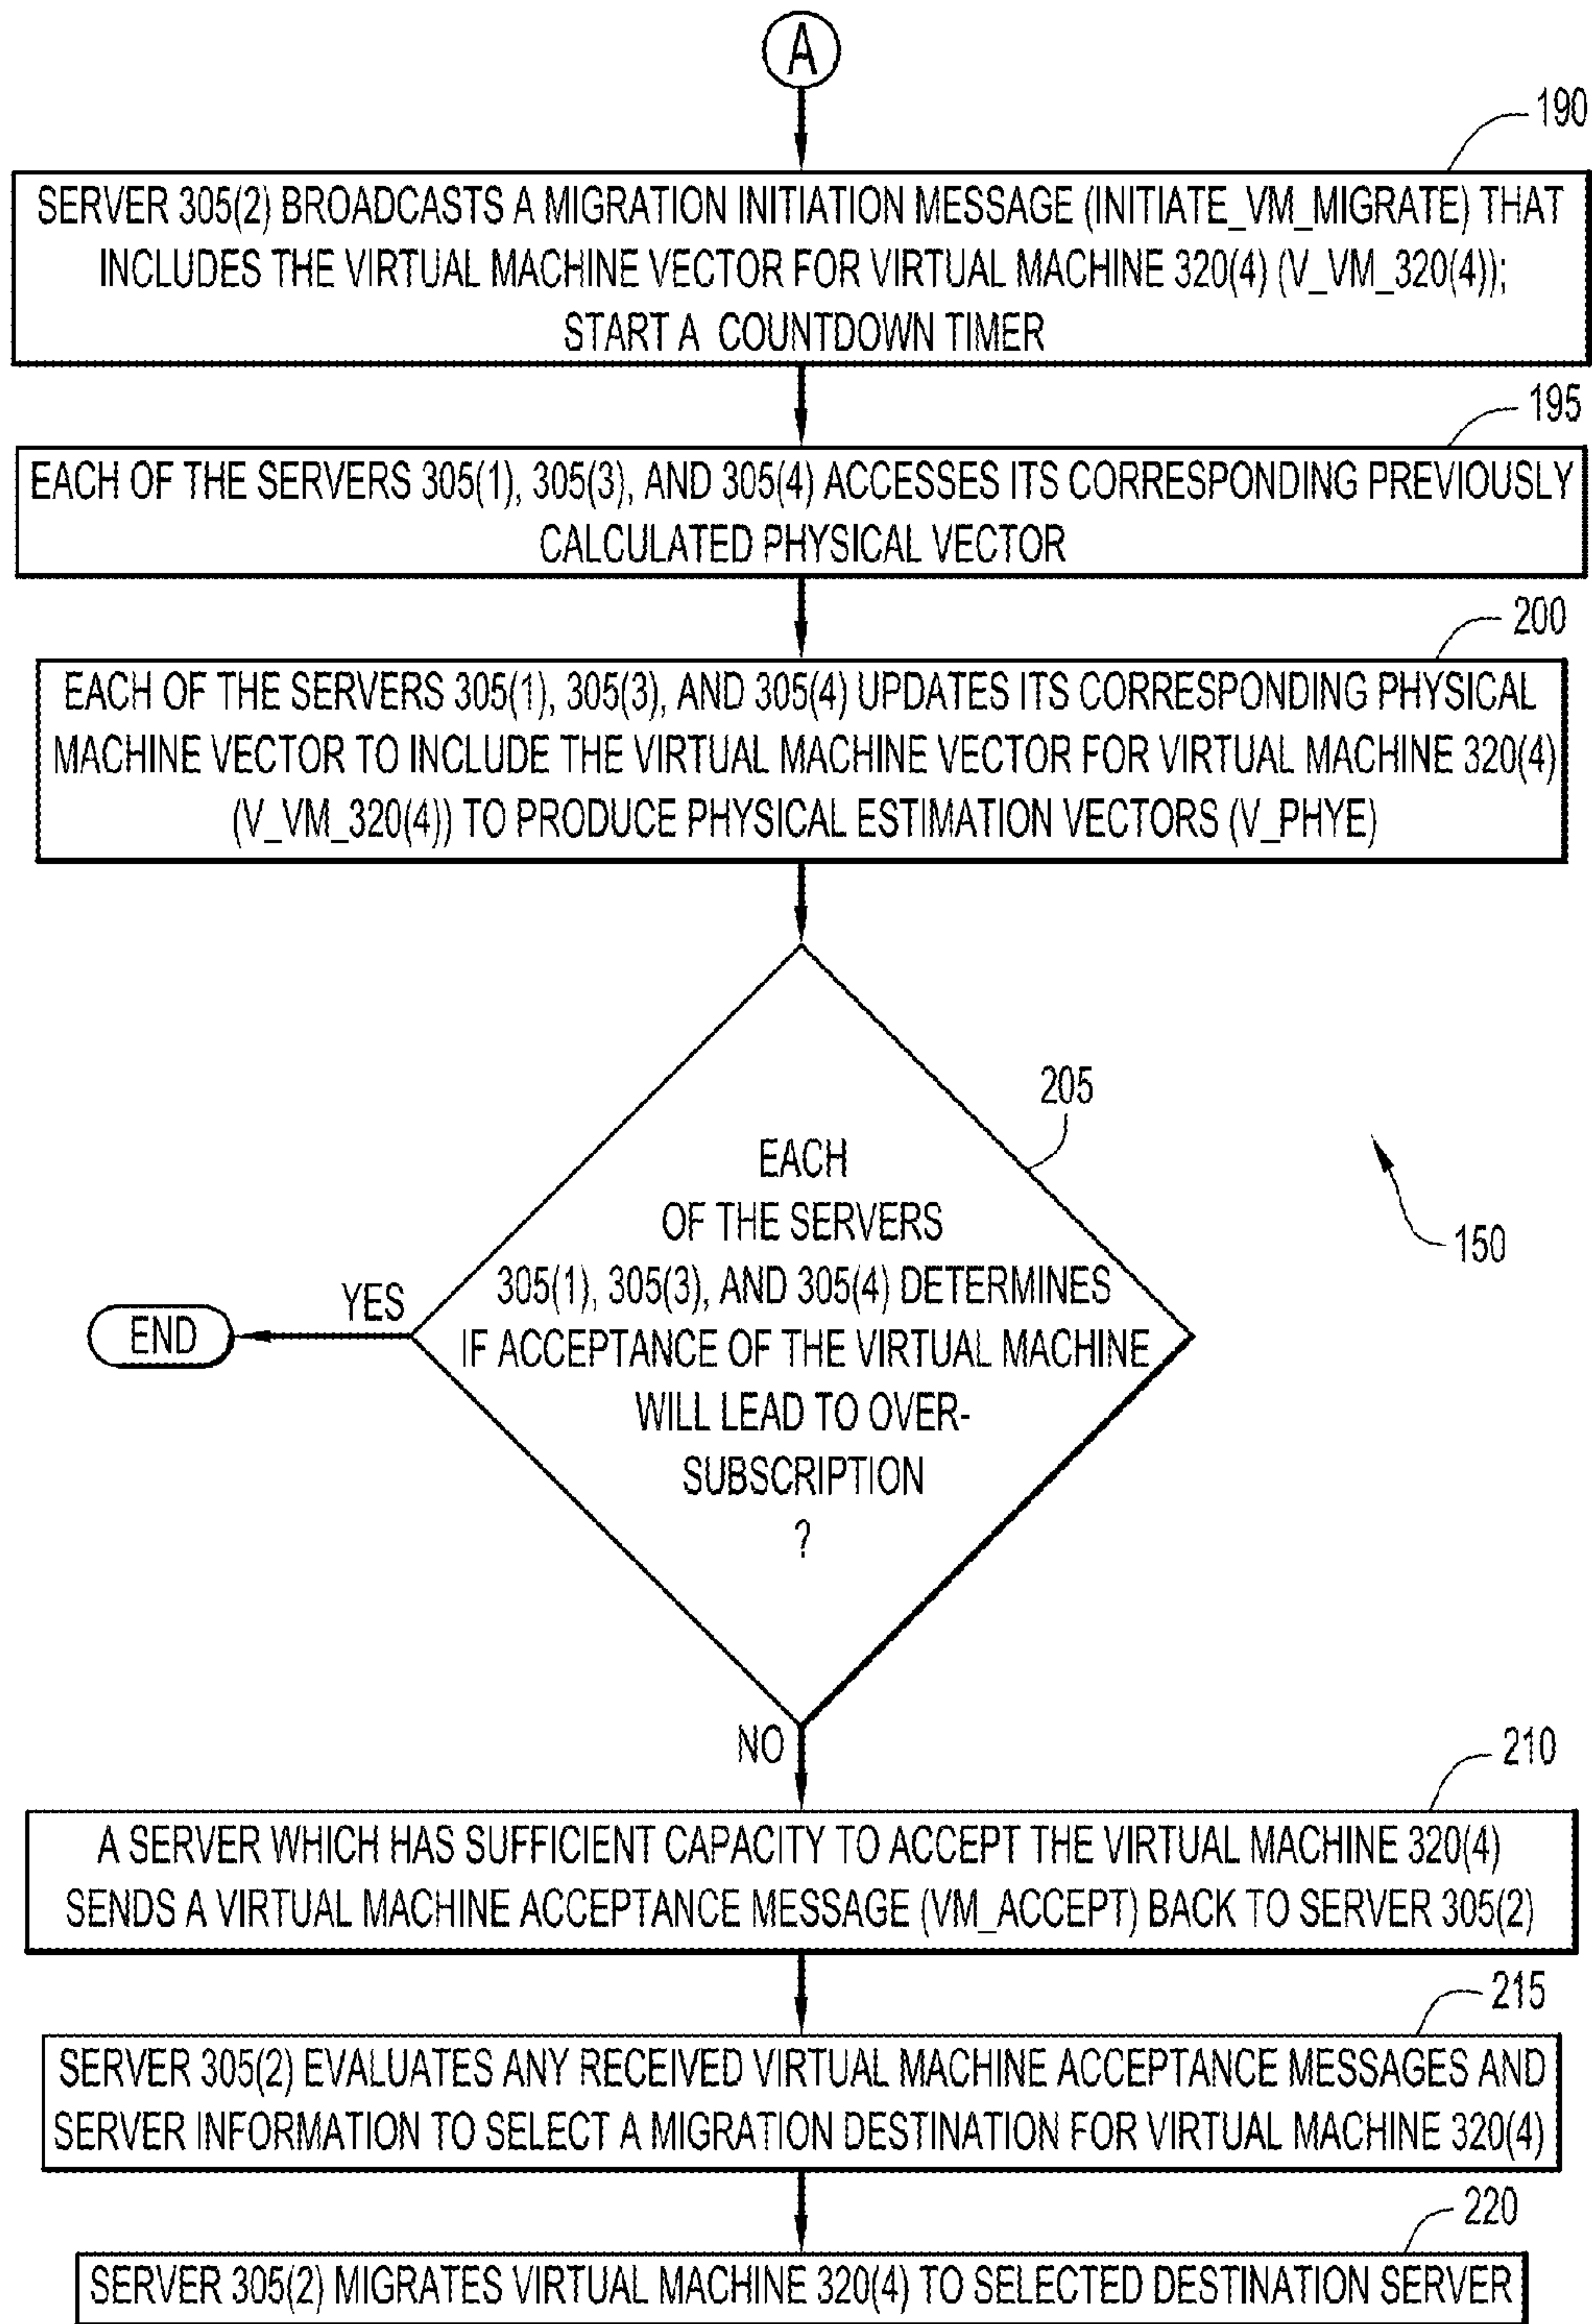 A
190
SERVER 305(2) BROADCASTS A MIGRATION INITIATION MESSAGE (INITIATE_VM_MIGRATE) THAT
INCLUDES THE VIRTUAL MACHINE VECTOR FOR VIRTUAL MACHINE 320(4) (V_VM_320(4));
START A COUNTDOWN TIMER
195
EACH OF THE SERVERS 305(1), 305(3), AND 305(4) ACCESSES ITS CORRESPONDING PREVIOUSLY
CALCULATED PHYSICAL VECTOR
200
EACH OF THE SERVERS 305(1), 305(3), AND 305(4) UPDATES ITS CORRESPONDING PHYSICAL
MACHINE VECTOR TO INCLUDE THE VIRTUAL MACHINE VECTOR FOR VIRTUAL MACHINE 320(4)
(V_VM_320(4)) TO PRODUCE PHYSICAL ESTIMATION VECTORS (V_PHYE)
205
EACH
OF THE SERVERS
305(1), 305(3), AND 305(4) DETERMINES
IF ACCEPTANCE OF THE VIRTUAL MACHINE
WILL LEAD TO OVER-
SUBSCRIPTION
?
150
YES
END
NO
210
A SERVER WHICH HAS SUFFICIENT CAPACITY TO ACCEPT THE VIRTUAL MACHINE 320(4)
SENDS A VIRTUAL MACHINE ACCEPTANCE MESSAGE (VM_ACCEPT) BACK TO SERVER 305(2)
215
SERVER 305(2) EVALUATES ANY RECEIVED VIRTUAL MACHINE ACCEPTANCE MESSAGES AND
SERVER INFORMATION TO SELECT A MIGRATION DESTINATION FOR VIRTUAL MACHINE 320(4)
220
SERVER 305(2) MIGRATES VIRTUAL MACHINE 320(4) TO SELECTED DESTINATION SERVER